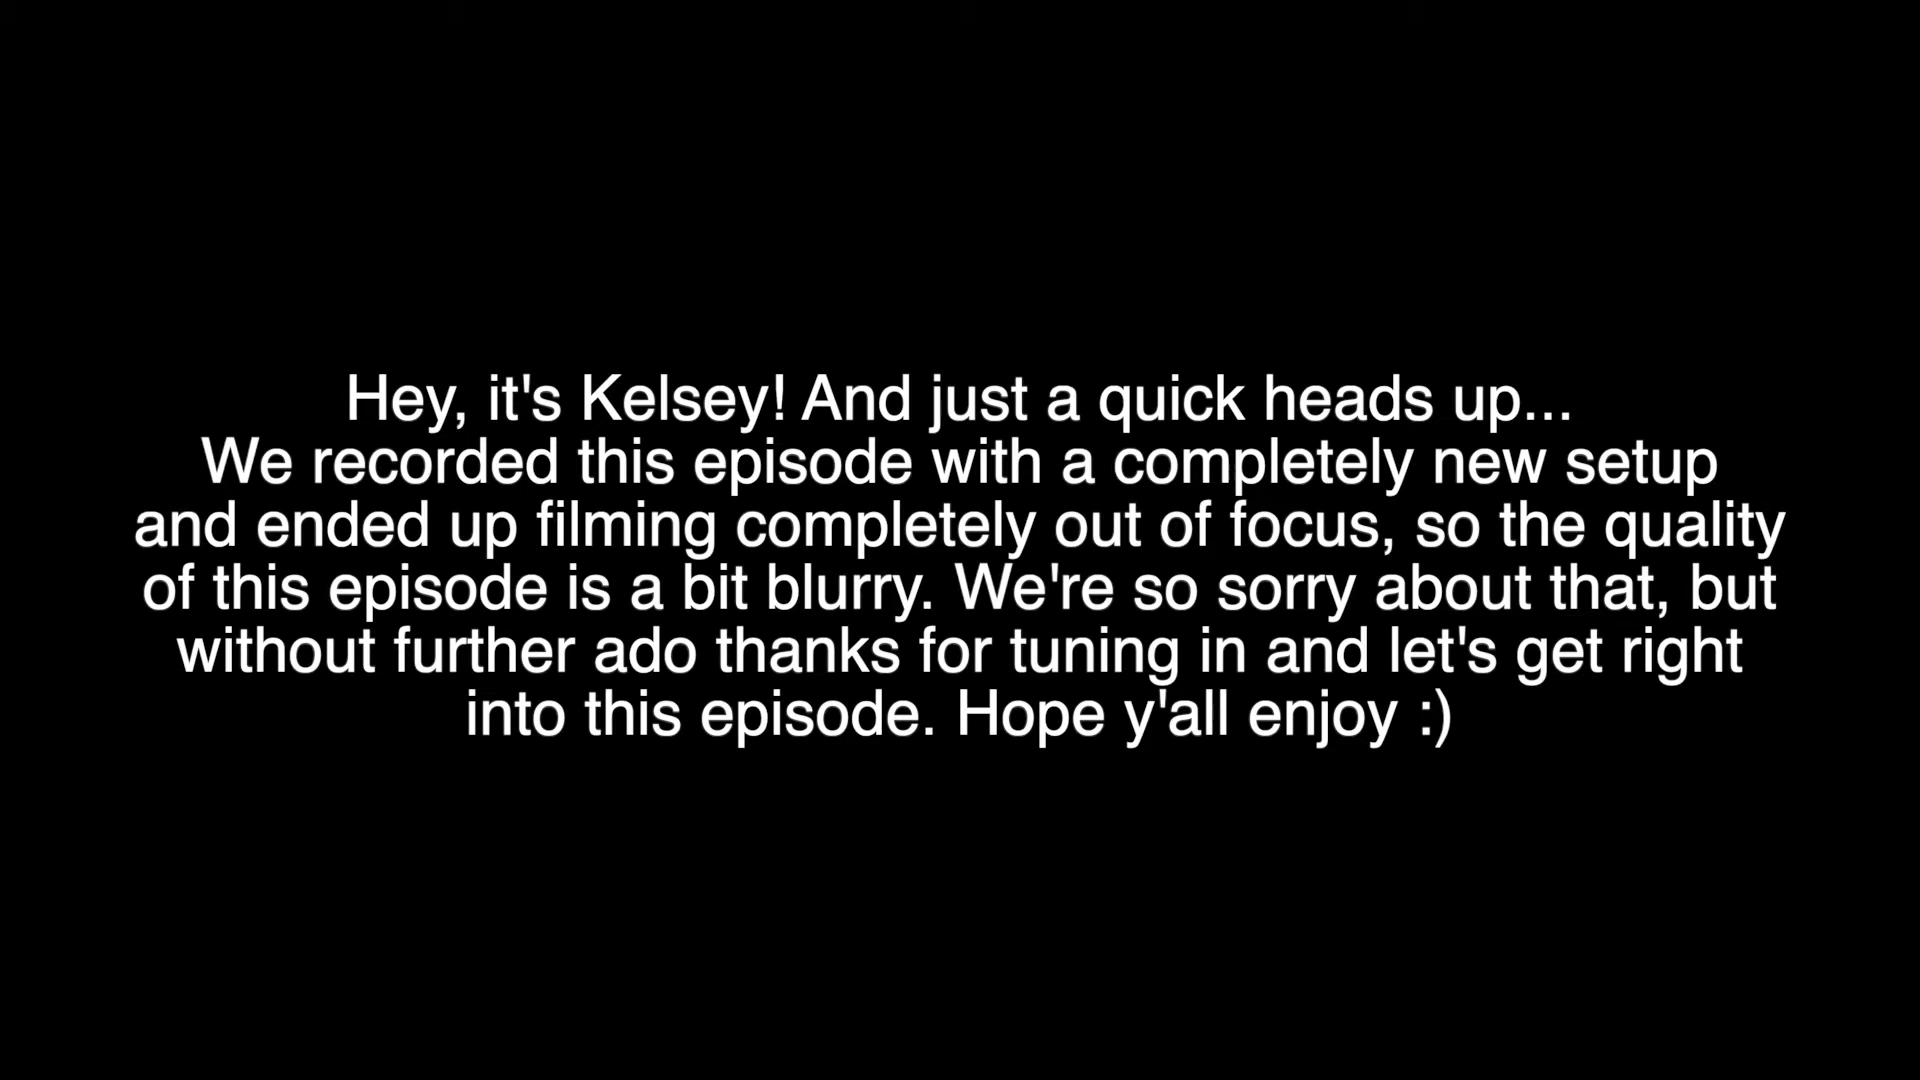 Hey, it's Kelsey! And just a quick heads up...
We recorded this episode with a completely new setup
and ended up filming completely out of focus, so the quality
of this episode is a bit blurry. We're so sorry about that, but
without further ado thanks for tuning in and let's get right
into this episode. Hope y'all enjoy :)